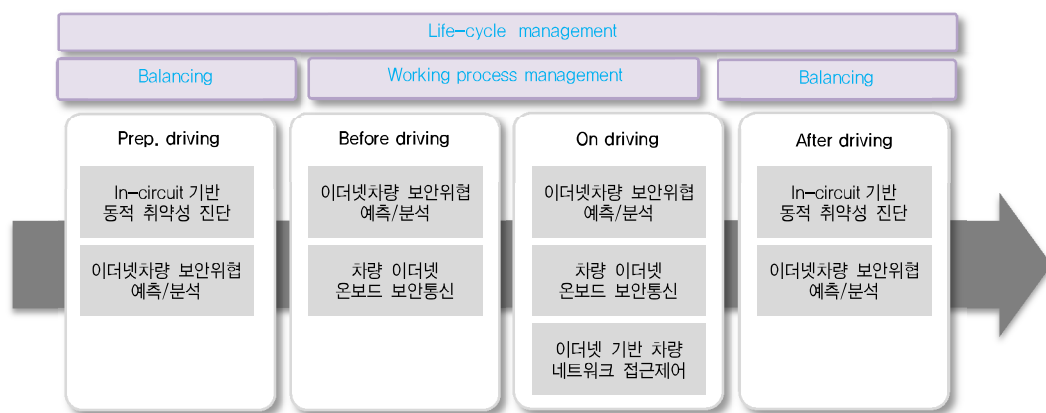 Life-cycle management
Balancing
Working process management
Balancing
Prep. driving
In-circuit 기반
동적 취약성 진단
이더넷차량 보안위협
예측/분석
Before driving
이더넷차량 보안위협
예측/분석
차량 이더넷
온보드 보안통신
On driving
이더넷차량 보안위협
예측/분석
차량 이더넷
온보드 보안통신
이더넷 기반 차량
네트워크 접근제어
After driving
In-circuit 기반
동적 취약성 진단
이더넷차량 보안위협
예측/분석